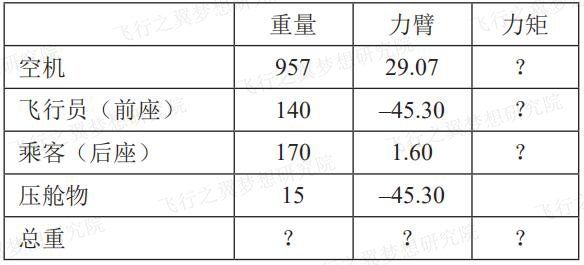 重量 力臂 力矩
空机 957 29.07 ?
飞行员（前座） 140 –45.30 ?
乘客（后座） 170 1.60 ?
压舱物 15 –45.30 ?
总重 ? ? ?
飞行之翼梦想研究院